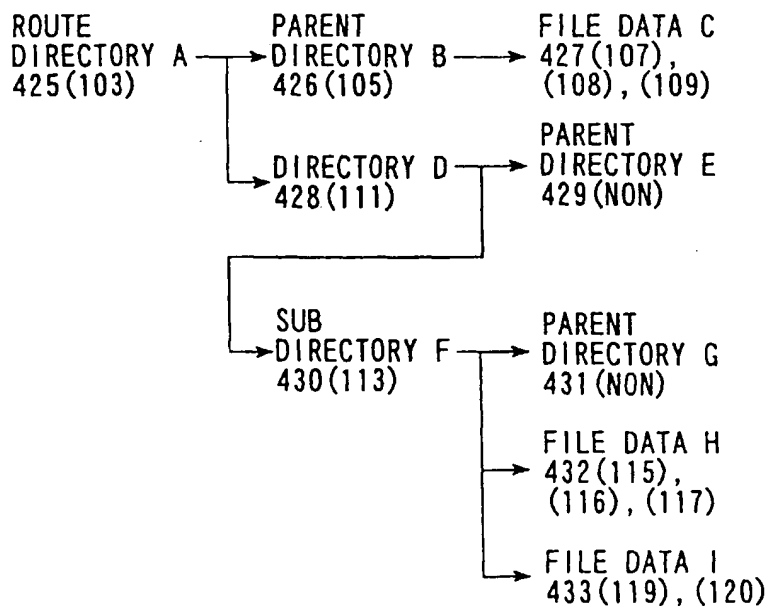 ROUTE
DIRECTORY A
425(103)
PARENT
DIRECTORY B
426(105)
FILE DATA C
427(107),
(108),(109)
DIRECTORY D
428(111)
PARENT
DIRECTORY E
429(NON)
SUB
DIRECTORY F
430(113)
PARENT
DIRECTORY G
431(NON)
FILE DATA H
432(115),
(116),(117)
FILE DATA I
433(119),(120)